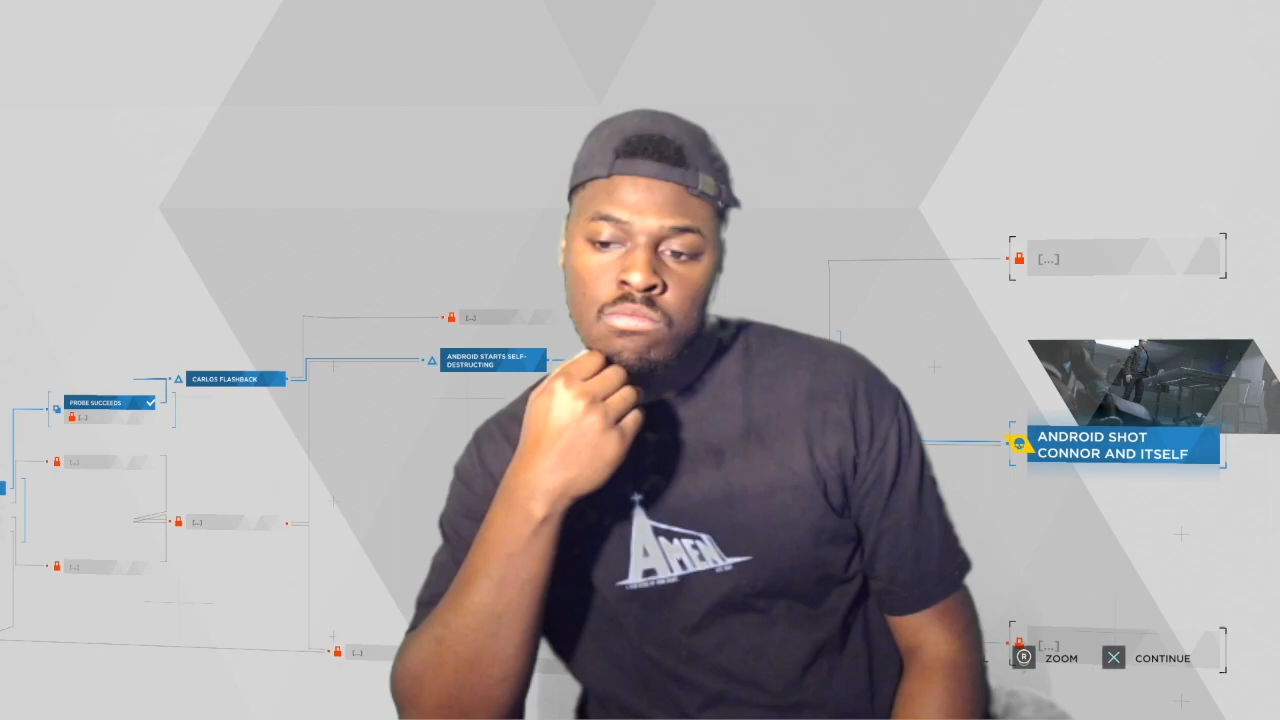 [...]
[...]
ANDROID STARTS SELF-
DESTRUCTING
CARLOS FLASHBACK
PROBE SUCCEEDS
[...]
ANDROID SHOT
CONNOR AND ITSELF
[...]
[...]
[...]
AMEN
[...]
[...]
R ZOOM
CONTINUE